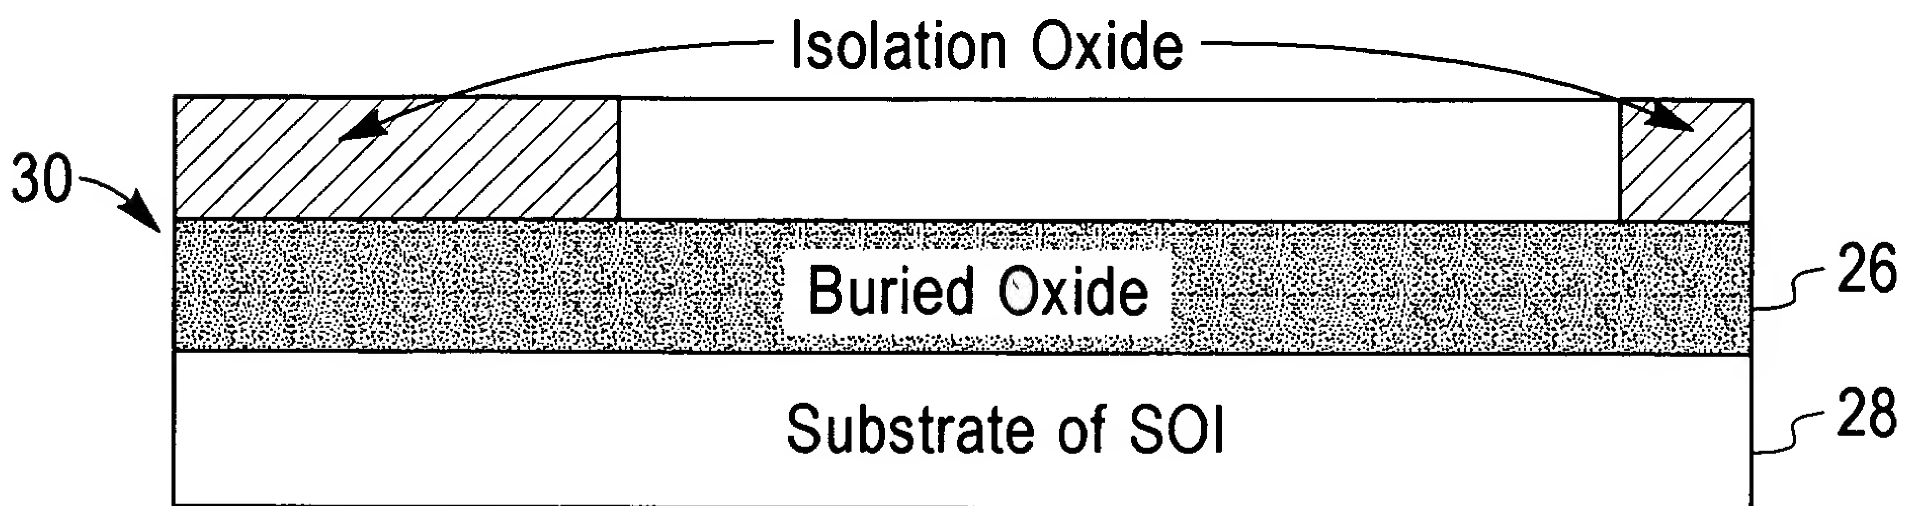 Isolation Oxide
30
Buried Oxide
26
Substrate of SOI
28